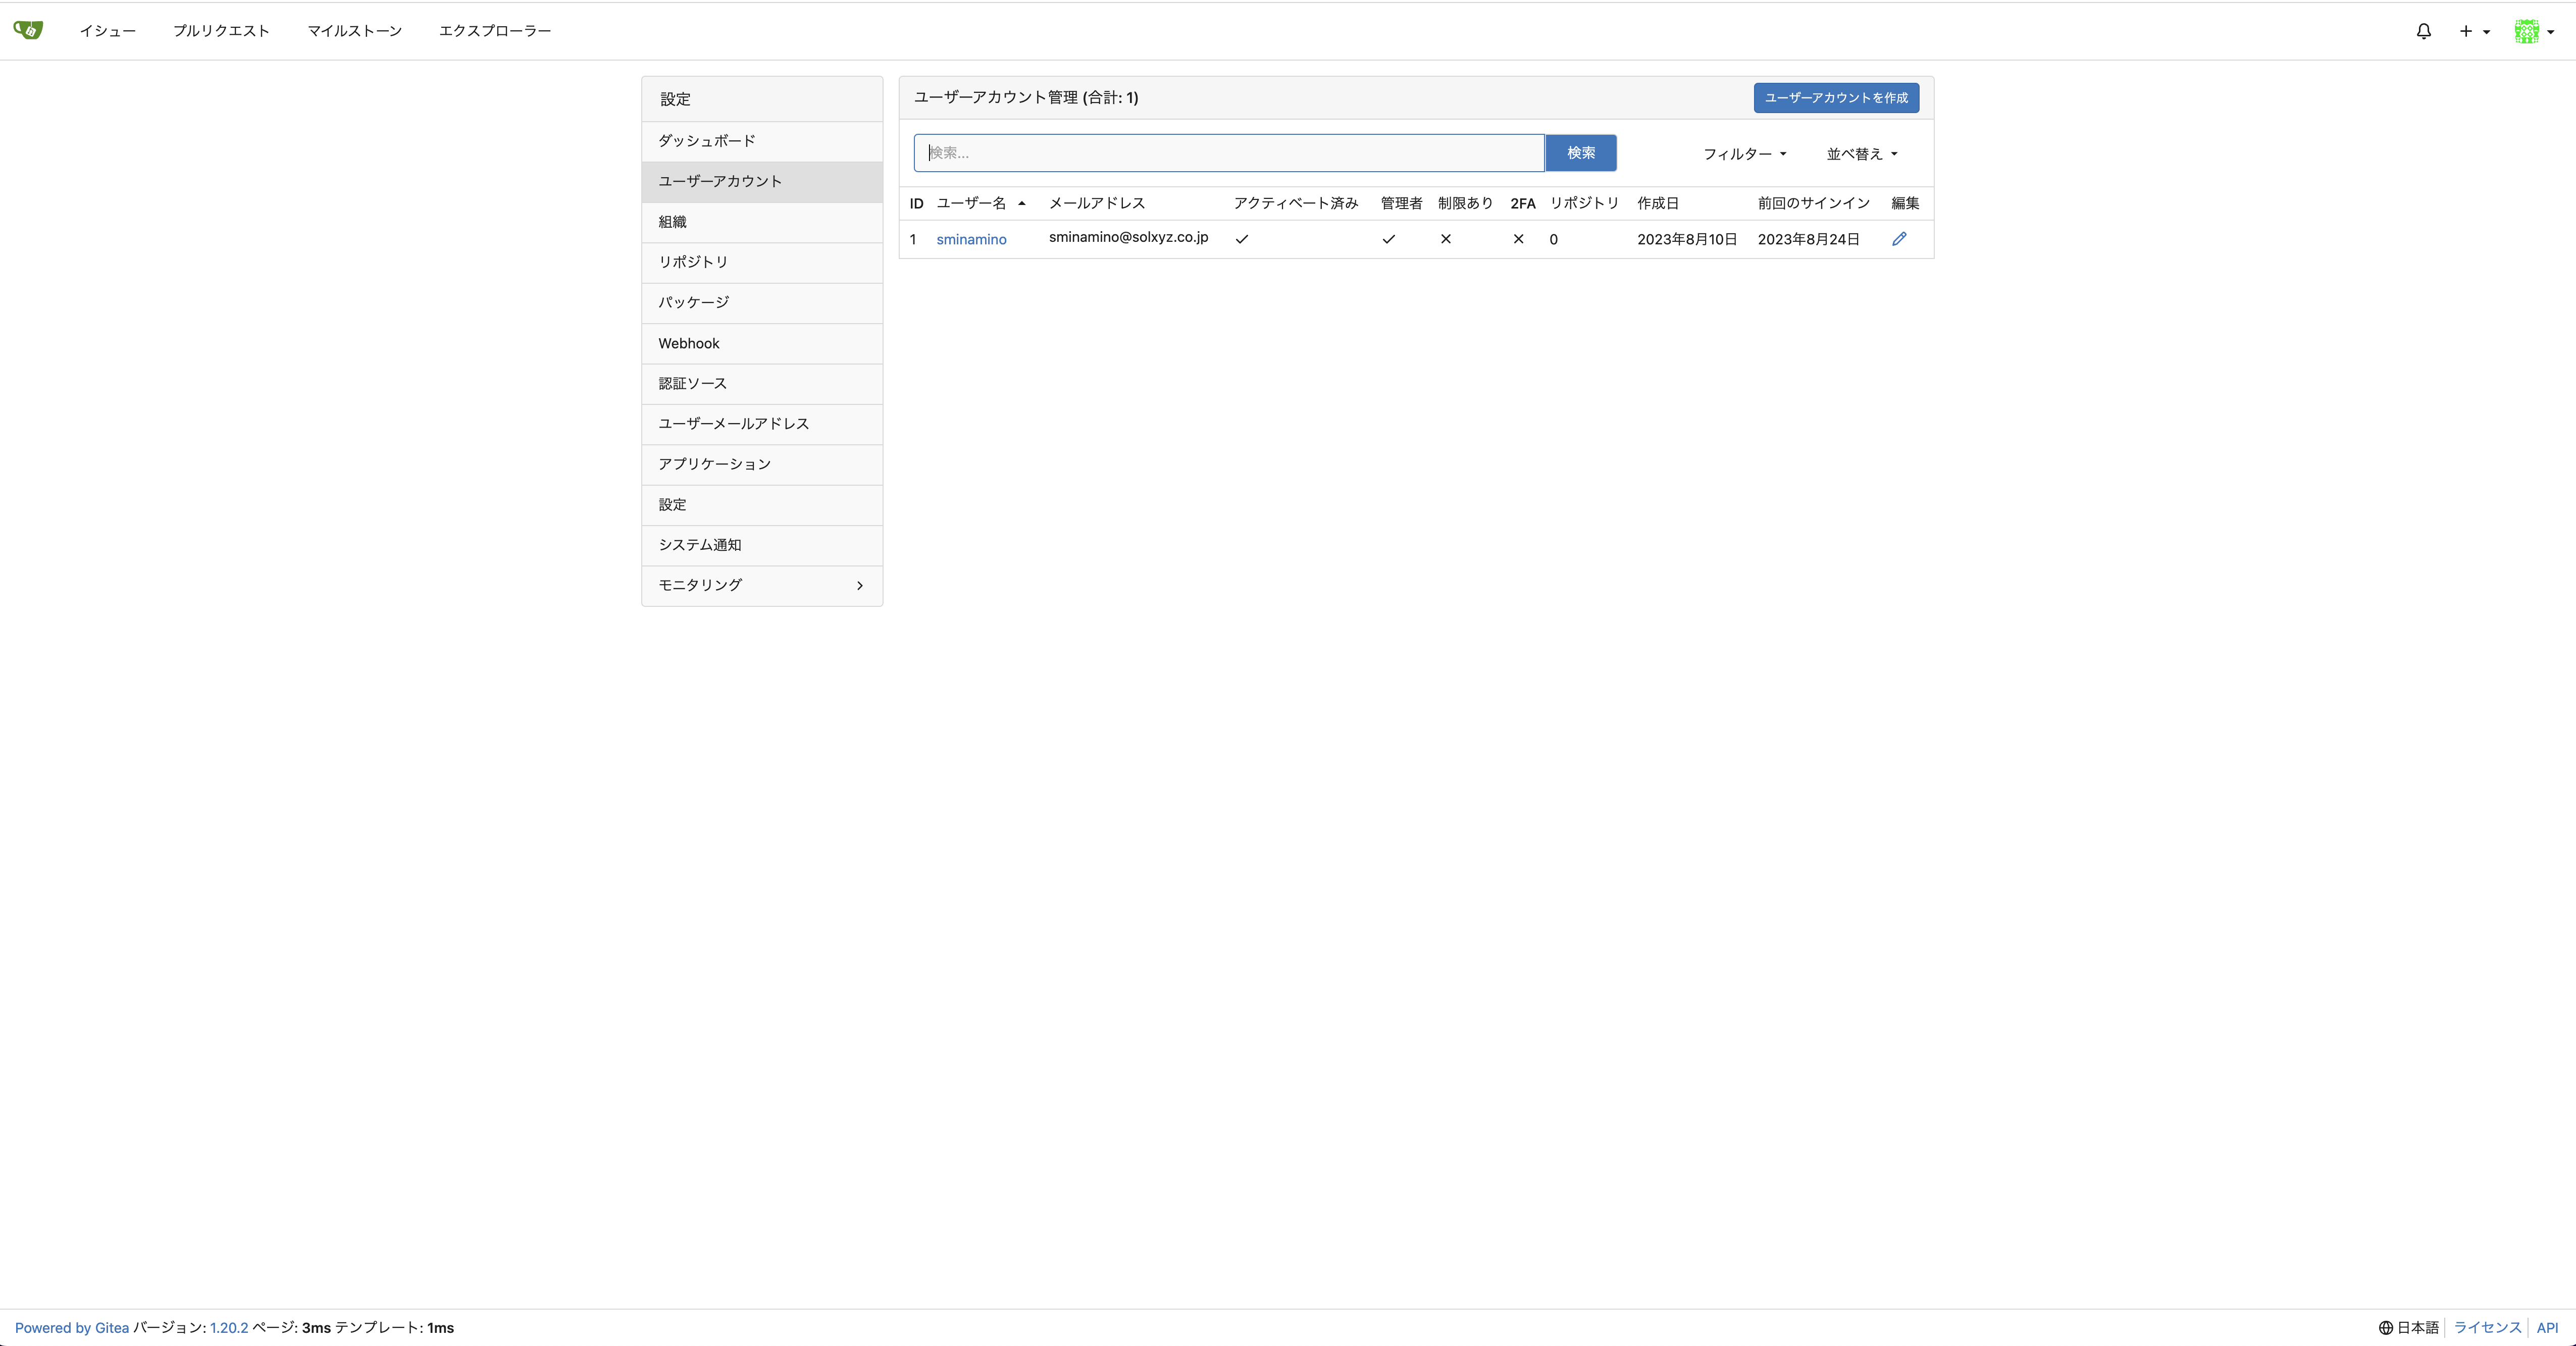 イシュー プルリクエスト マイルストーン エクスプローラー
設定
ダッシュボード
ユーザーアカウント
組織
リポジトリ
パッケージ
Webhook
認証ソース
ユーザーメールアドレス
アプリケーション
設定
システム通知
モニタリング
ユーザーアカウント管理 (合計: 1) ユーザーアカウントを作成
検索... 検索 フィルター 並べ替え
ID ユーザー名 メールアドレス アクティベート済み 管理者 制限あり 2FA リポジトリ 作成日 前回のサインイン 編集
1 sminamino sminamino@solxyz.co.jp 0 2023年8月10日 2023年8月24日
Powered by Gitea バージョン: 1.20.2 ページ: 3ms テンプレート: 1ms 日本語 ライセンス API